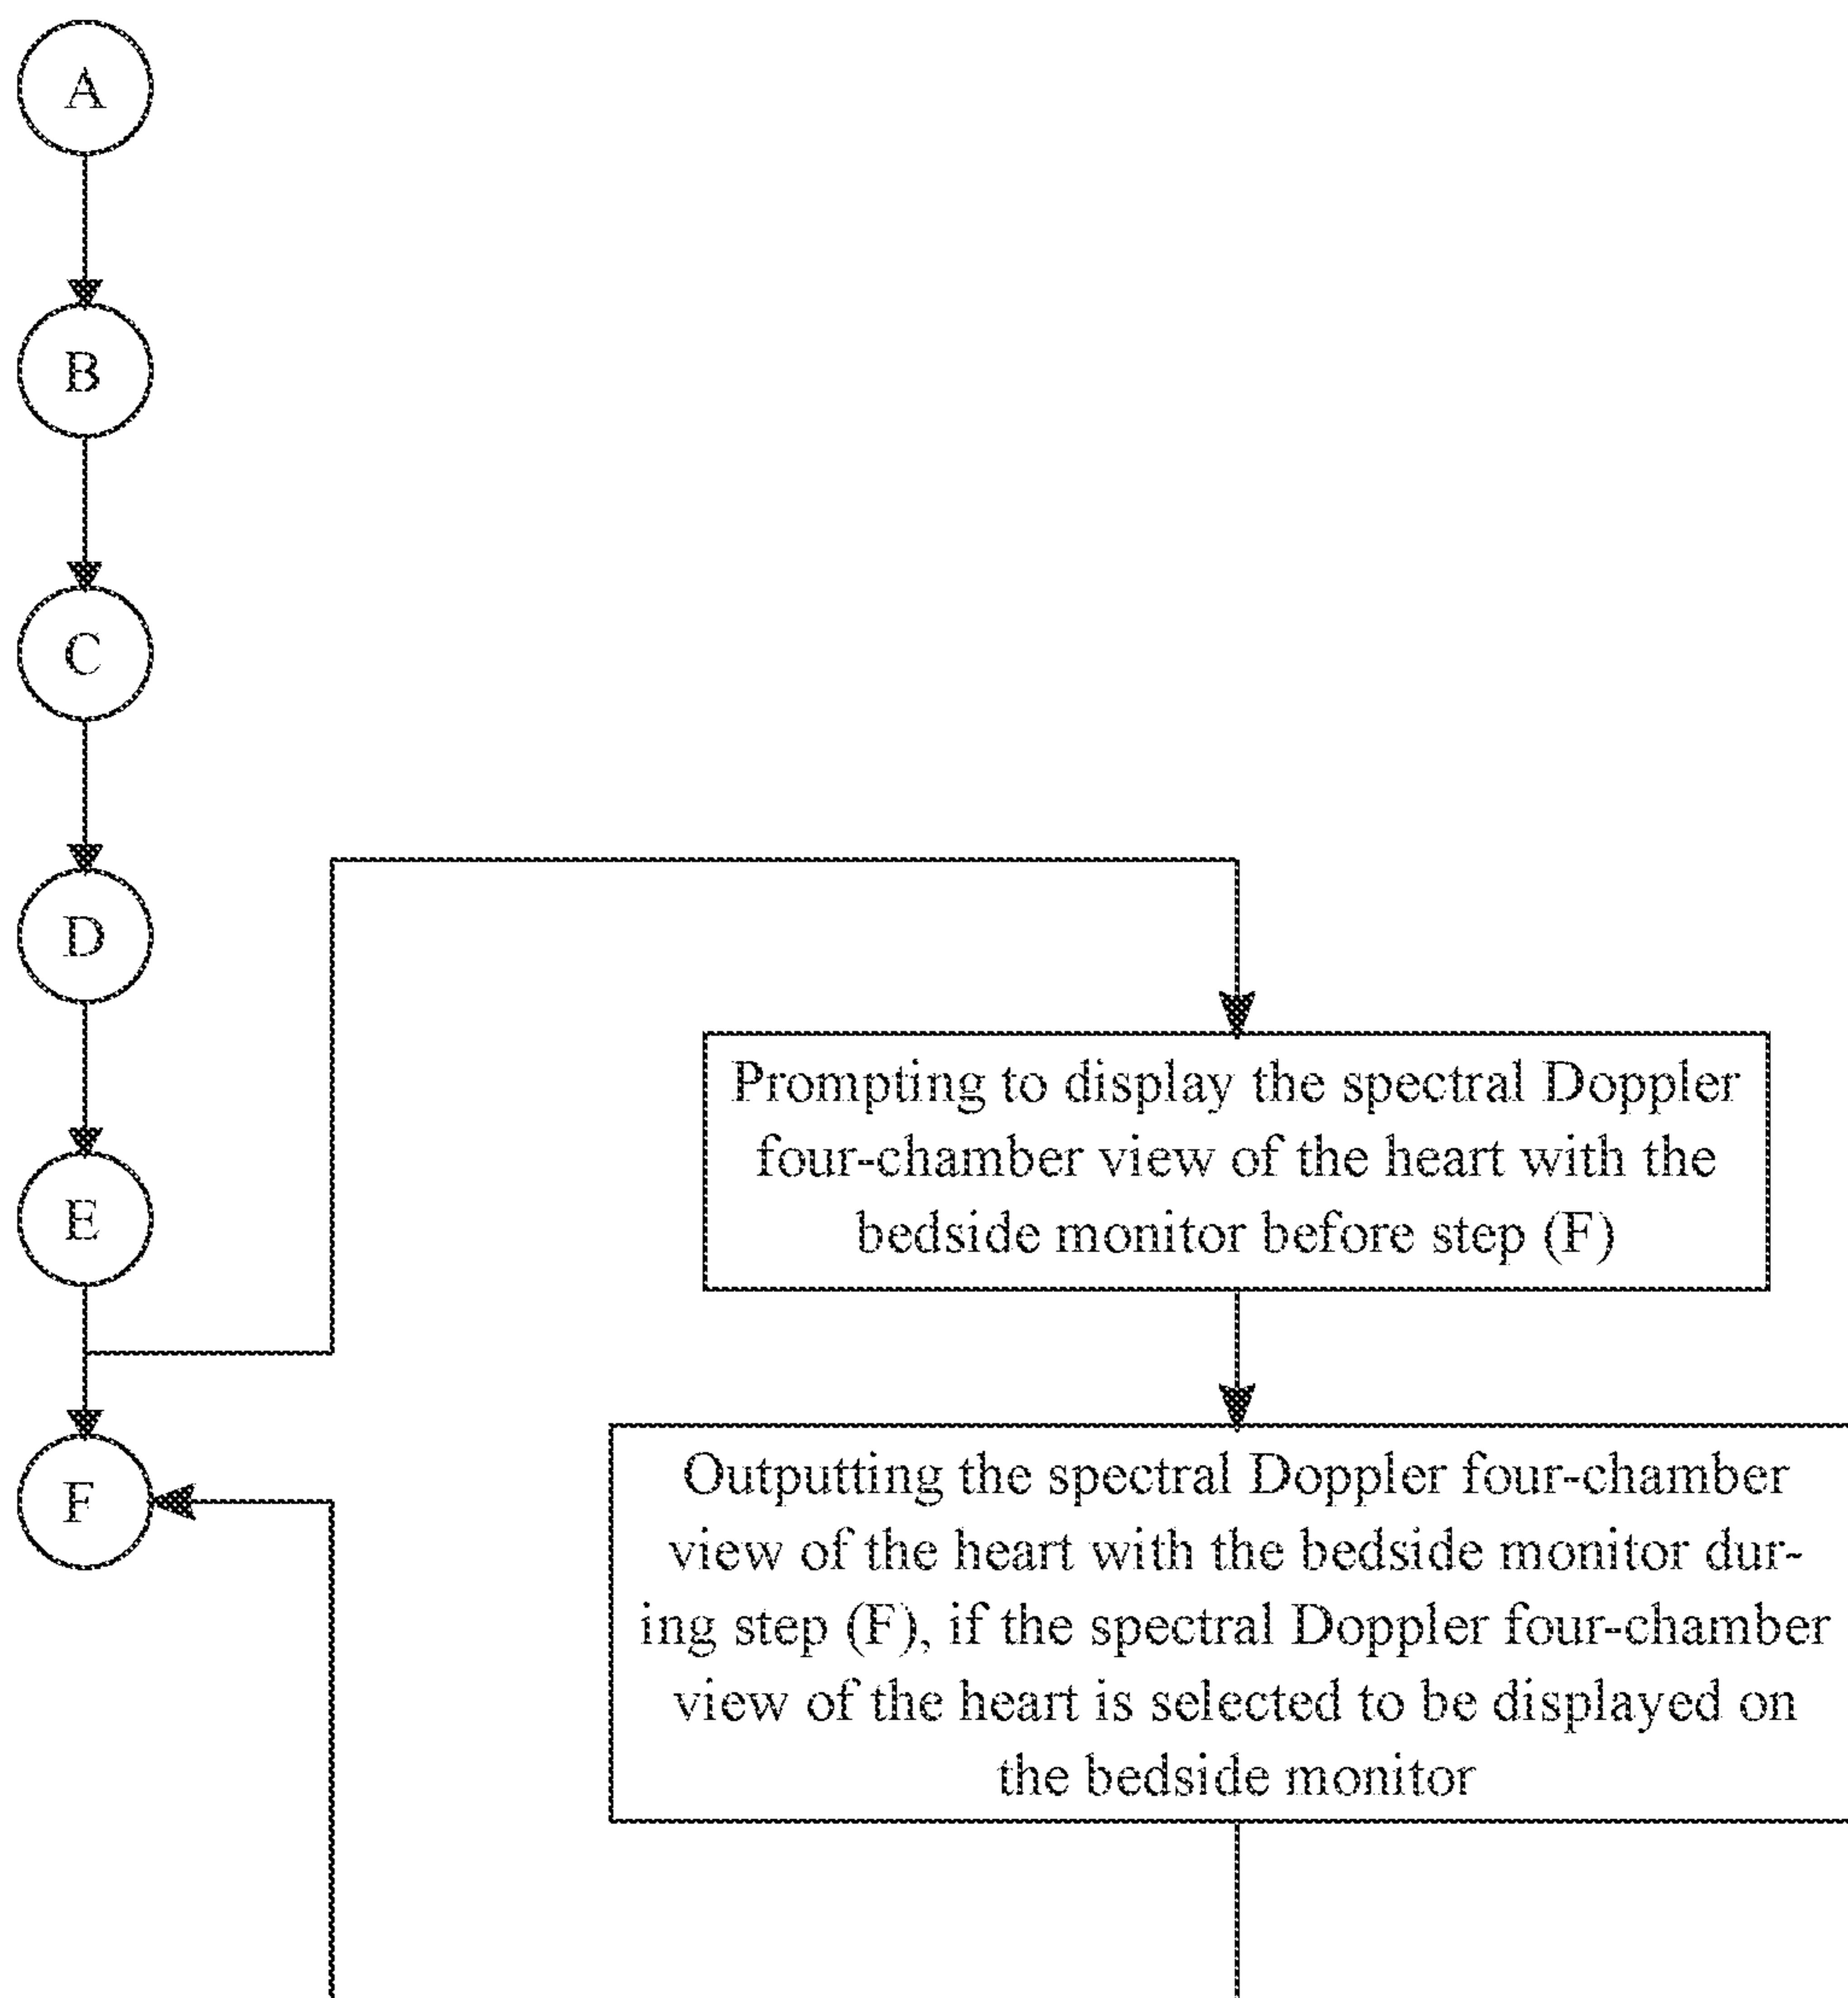 A
B
C
D
E
F
Prompting to display the spectral Doppler
four-chamber view of the heart with the
bedside monitor before step (F)
Outputting the spectral Doppler four-chamber
view of the heart with the bedside monitor dur-
ing step (F), if the spectral Doppler four-chamber
view of the heart is selected to be displayed on
the bedside monitor